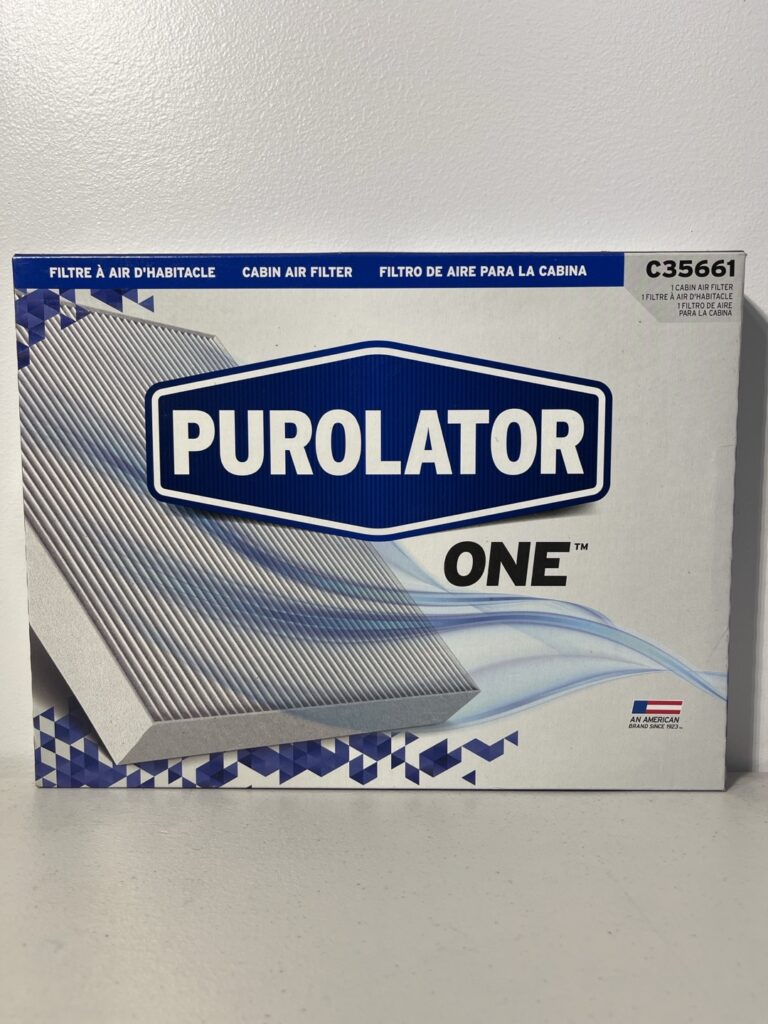 FILTRE À AIR D'HABITACLE CABIN AIR FILTER FILTRO DE AIRE PARA LA CABINA
C35661
1 CABIN AIR FILTER
1 FILTRE À AIR D'HABITACLE
1 FILTRO DE AIRE
PARA LA CABINA
PUROLATOR
ONE™
AN AMERICAN
BRAND SINCE 1923™